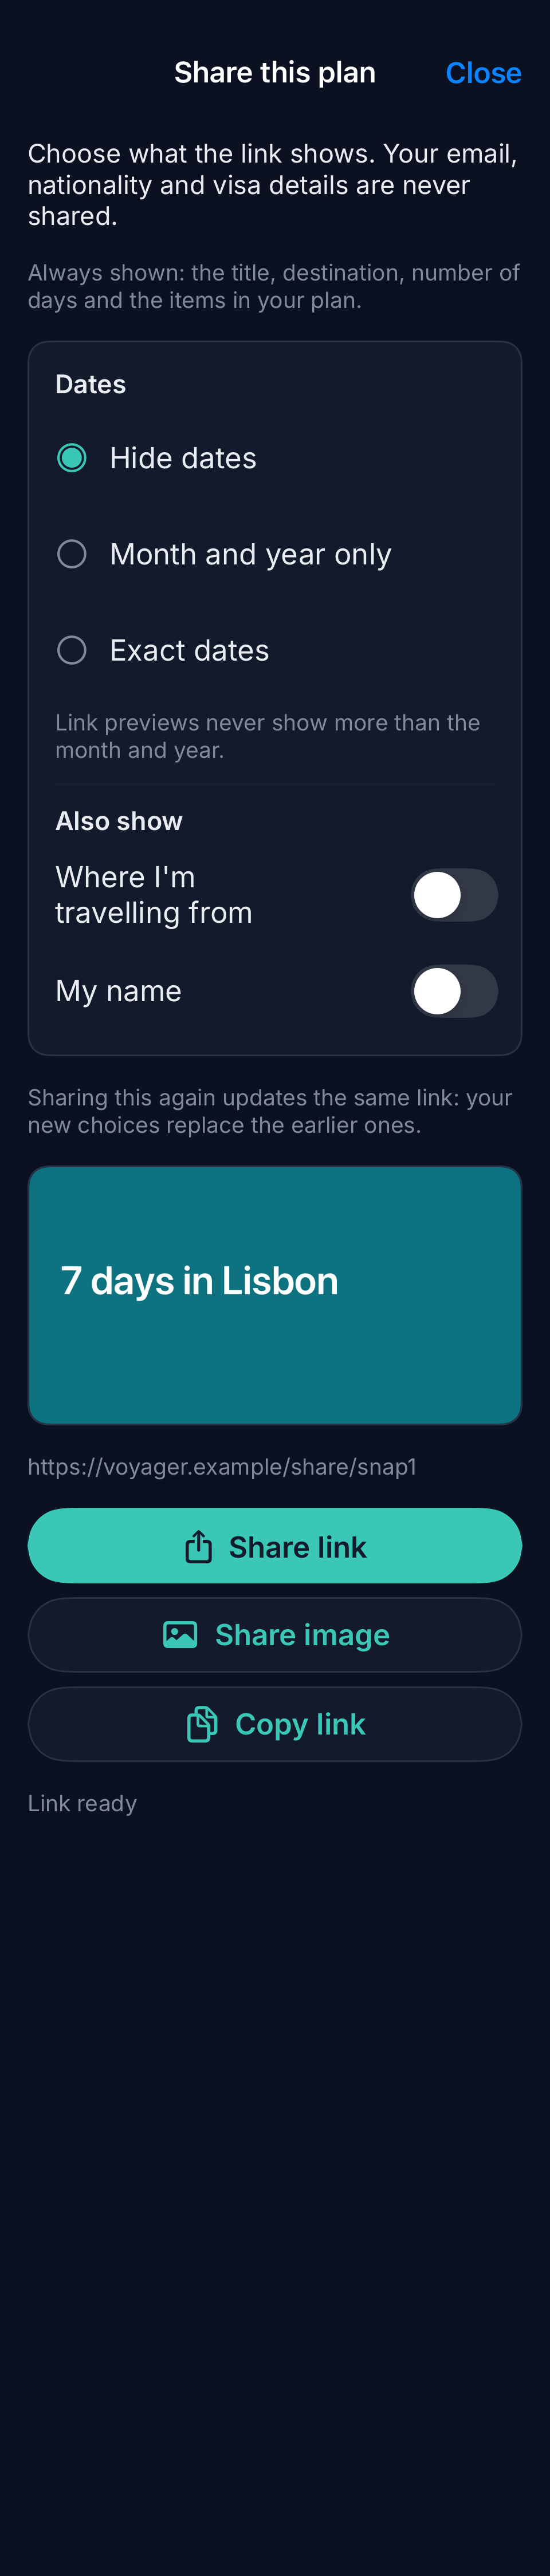 Share this plan
Close
Choose what the link shows. Your email,
nationality and visa details are never
shared.
Always shown: the title, destination, number of
days and the items in your plan.
Dates
Hide dates
Month and year only
Exact dates
Link previews never show more than the
month and year.
Also show
Where I'm
travelling from
My name
Sharing this again updates the same link: your
new choices replace the earlier ones.
7 days in Lisbon
https://voyager.example/share/snap1
Share link
Share image
Copy link
Link ready